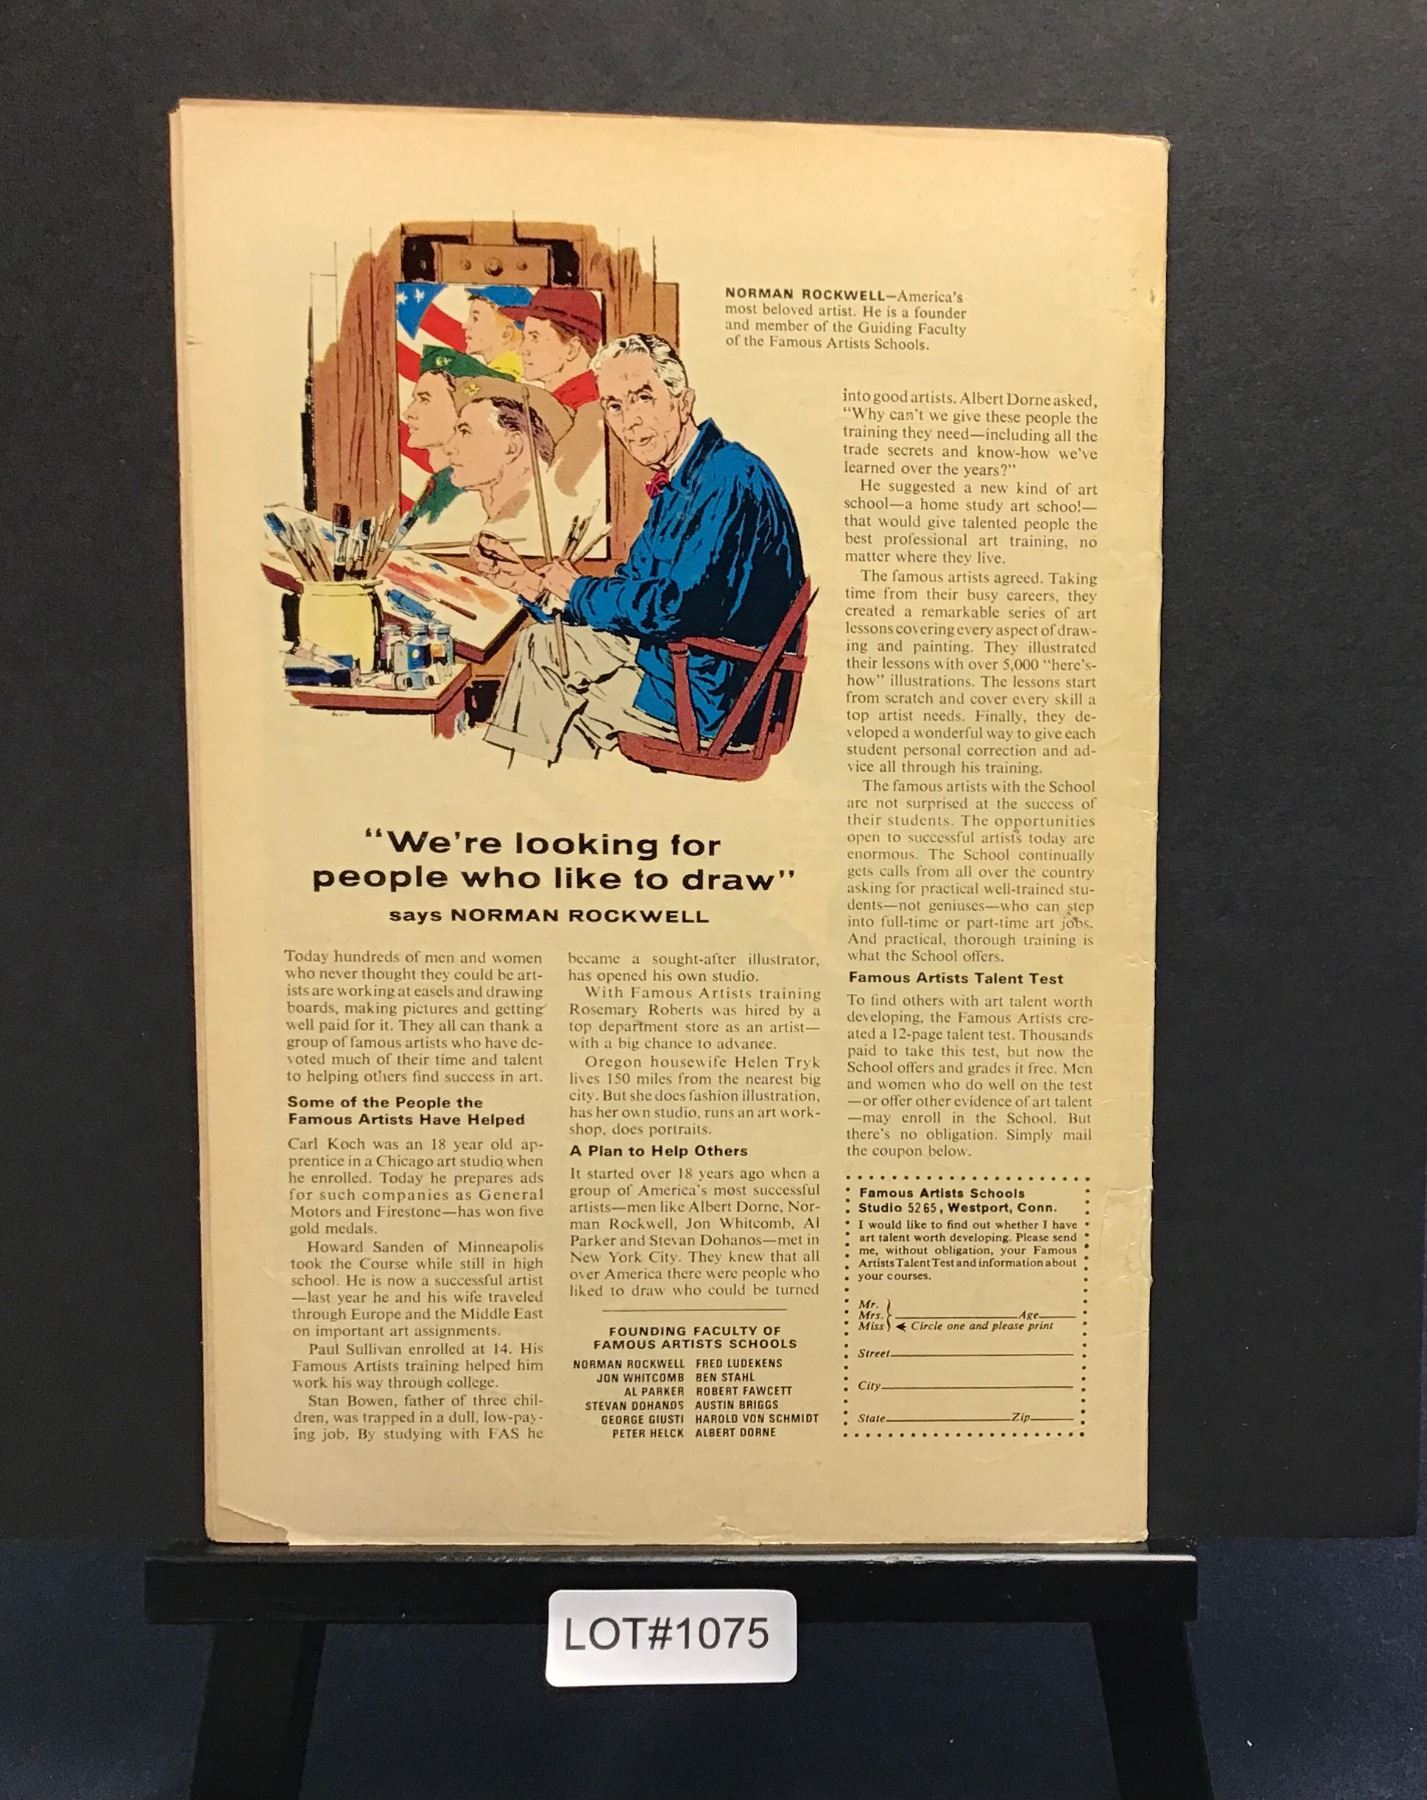 NORMAN ROCKWELL—America's
most beloved artist. He is a founder
and member of the Guiding Faculty
of the Famous Artists Schools.
"We're looking for
people who like to draw"
says NORMAN ROCKWELL
Today hundreds of men and women
who never thought they could be art-
ists are working at easels and drawing
boards, making pictures and getting
well paid for it. They all can thank a
group of famous artists who have de-
voted much of their time and talent
to helping others find success in art.
Some of the People the
Famous Artists Have Helped
Carl Koch was an 18 year old ap-
prentice in a Chicago art studio when
he enrolled. Today he prepares ads
for such companies as General
Motors and Firestone—has won five
gold medals.
Howard Sanden of Minneapolis
took the Course while still in high
school. He is now a successful artist
—last year he and his wife traveled
through Europe and the Middle East
on important art assignments.
Paul Sullivan enrolled at 14. His
Famous Artists training helped him
work his way through college.
Stan Bowen, father of three chil-
dren, was trapped in a dull, low-pay-
ing job. By studying with FAS he
became a sought-after illustrator,
has opened his own studio.
With Famous Artists training
Rosemary Roberts was hired by a
top department store as an artist—
with a big chance to advance.
Oregon housewife Helen Tryk
lives 150 miles from the nearest big
city. But she does fashion illustration,
has her own studio, runs an art work-
shop, does portraits.
A Plan to Help Others
It started over 18 years ago when a
group of America's most successful
artists—men like Albert Dorne, Nor-
man Rockwell, Jon Whitcomb, Al
Parker and Stevan Dohanos—met in
New York City. They knew that all
over America there were people who
liked to draw who could be turned
FOUNDING FACULTY OF
FAMOUS ARTISTS SCHOOLS
NORMAN ROCKWELL FRED LUDEKENS
JON WHITCOMB BEN STAHL
AL PARKER ROBERT FAWCETT
STEVAN DOHANOS AUSTIN BRIGGS
GEORGE GIUSTI HAROLD VON SCHMIDT
PETER HELCK ALBERT DORNE
into good artists. Albert Dorne asked,
"Why can't we give these people the
training they need—including all the
trade secrets and know-how we've
learned over the years?"
He suggested a new kind of art
school—a home study art school—
that would give talented people the
best professional art training, no
matter where they live.
The famous artists agreed. Taking
time from their busy careers, they
created a remarkable series of art
lessons covering every aspect of draw-
ing and painting. They illustrated
their lessons with over 5,000 "here's-
how" illustrations. The lessons start
from scratch and cover every skill a
top artist needs. Finally, they de-
veloped a wonderful way to give each
student personal correction and ad-
vice all through his training.
The famous artists with the School
are not surprised at the success of
their students. The opportunities
open to successful artists today are
enormous. The School continually
gets calls from all over the country
asking for practical well-trained stu-
dents—not geniuses—who can step
into full-time or part-time art jobs.
And practical, thorough training is
what the School offers.
Famous Artists Talent Test
To find others with art talent worth
developing, the Famous Artists cre-
ated a 12-page talent test. Thousands
paid to take this test, but now the
School offers and grades it free. Men
and women who do well on the test
—or offer other evidence of art talent
—may enroll in the School. But
there's no obligation. Simply mail
the coupon below.
Famous Artists Schools
Studio 5265, Westport, Conn.
I would like to find out whether I have
art talent worth developing. Please send
me, without obligation, your Famous
Artists Talent Test and information about
your courses.
Mr.
Mrs. Age
Miss Circle one and please print
Street
City
State Zip
LOT#1075